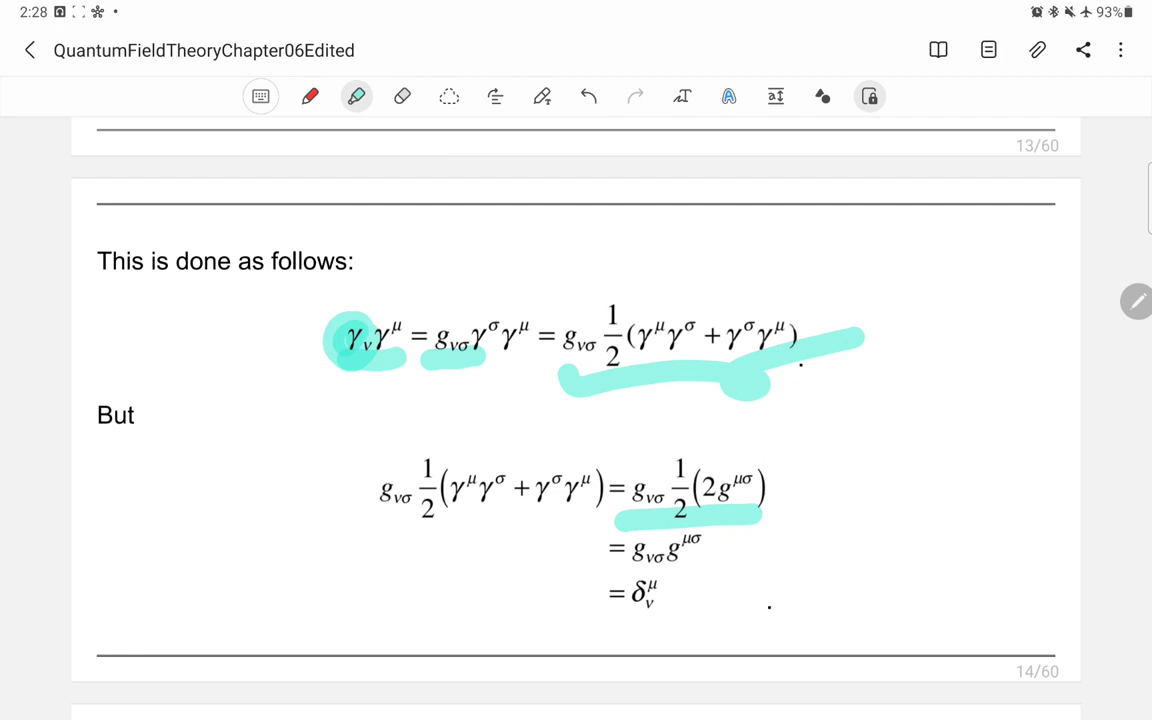 2:28 93%
QuantumFieldTheoryChapter06Edited
13/60
This is done as follows:
γ_ν γ^μ = g_νσ γ^σ γ^μ = g_νσ 1/2 (γ^μ γ^σ + γ^σ γ^μ) .
But
g_νσ 1/2 (γ^μ γ^σ + γ^σ γ^μ) = g_νσ 1/2 (2g^μσ)
= g_νσ g^μσ
= δ^μ_ν .
14/60